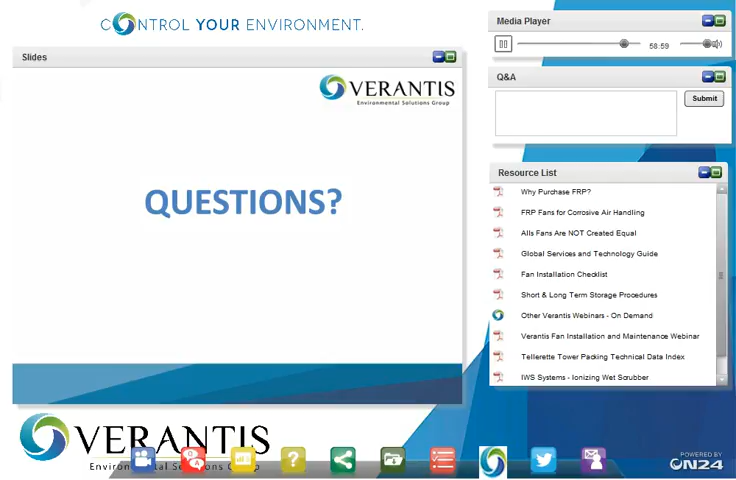 CONTROL YOUR ENVIRONMENT.
Slides
VERANTIS
Environmental Solutions Group
QUESTIONS?
Media Player
58:59
Q&A
Submit
Resource List
Why Purchase FRP?
FRP Fans for Corrosive Air Handling
Alls Fans Are NOT Created Equal
Global Services and Technology Guide
Fan Installation Checklist
Short & Long Term Storage Procedures
Other Verantis Webinars - On Demand
Verantis Fan Installation and Maintenance Webinar
Tellerette Tower Packing Technical Data Index
IWS Systems - Ionizing Wet Scrubber
VERANTIS
Environmental Solutions Group
Q
A
?
POWERED BY
ON24